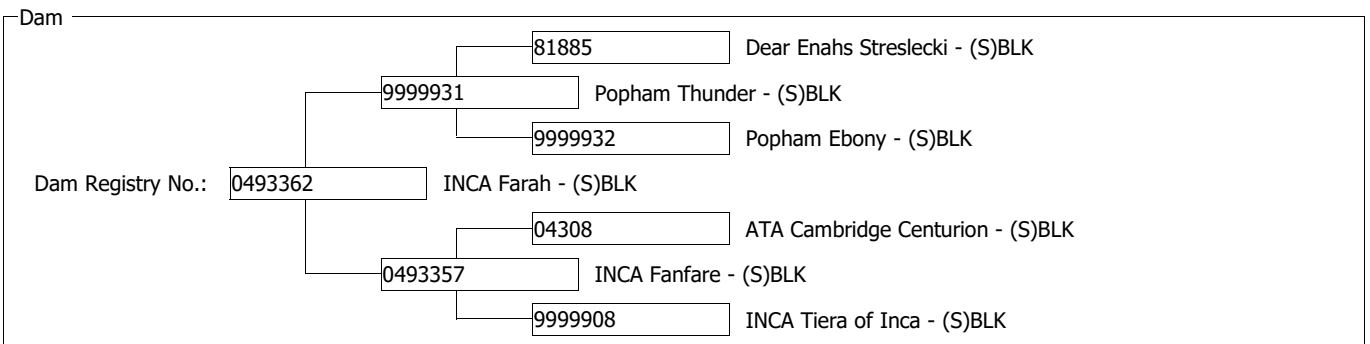 Dam
81885 Dear Enahs Streslecki - (S)BLK
9999931 Popham Thunder - (S)BLK
9999932 Popham Ebony - (S)BLK
Dam Registry No.: 0493362 INCA Farah - (S)BLK
04308 ATA Cambridge Centurion - (S)BLK
0493357 INCA Fanfare - (S)BLK
9999908 INCA Tiera of Inca - (S)BLK